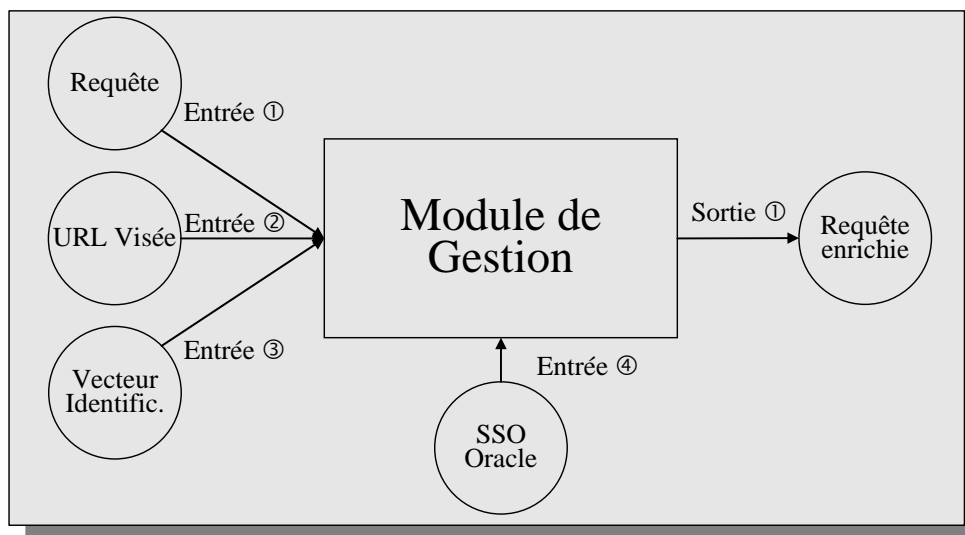 Requête
Entrée ①
URL Visée
Entrée ②
Entrée ③
Vecteur
Identific.
Module de
Gestion
Sortie ①
Requête
enrichie
Entrée ④
SSO
Oracle